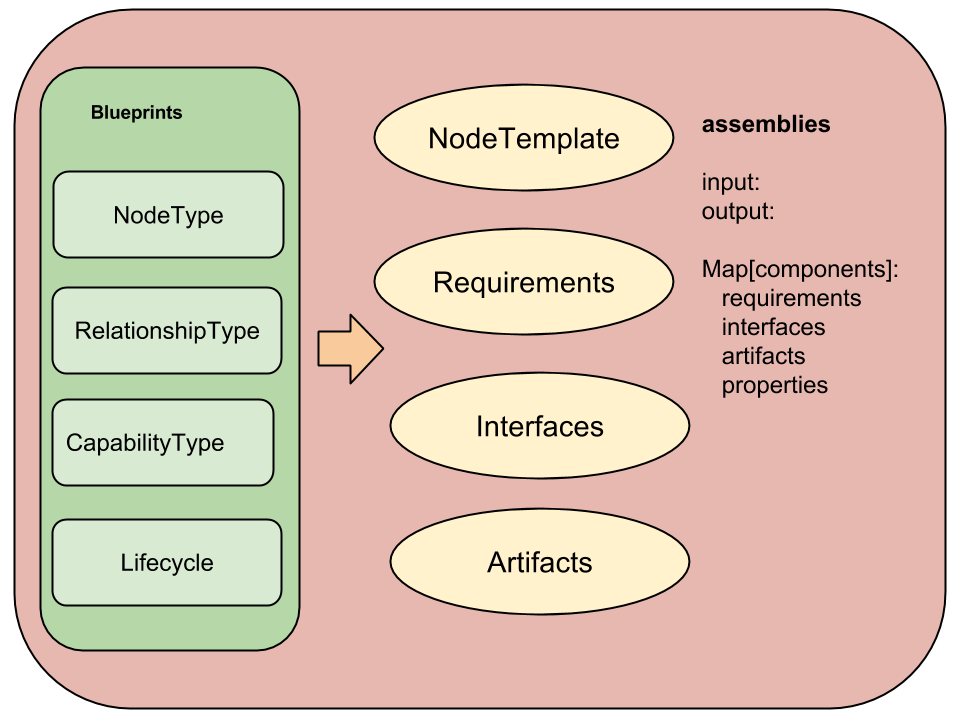 Blueprints
NodeType
RelationshipType
CapabilityType
Lifecycle
NodeTemplate
Requirements
Interfaces
Artifacts
assemblies
input:
output:
Map[components]:
requirements
interfaces
artifacts
properties